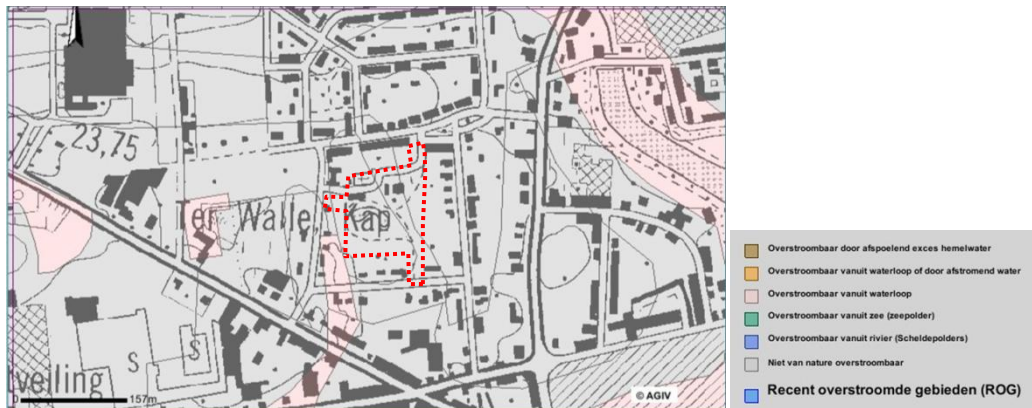 23,75
Ter Walle Kap
S
S
tveiling
0 157m
© AGIV
Overstroombaar door afspoelend exces hemelwater
Overstroombaar vanuit waterloop of door afstromend water
Overstroombaar vanuit waterloop
Overstroombaar vanuit zee (zeepolder)
Overstroombaar vanuit rivier (Scheldepolders)
Niet van nature overstroombaar
Recent overstroomde gebieden (ROG)